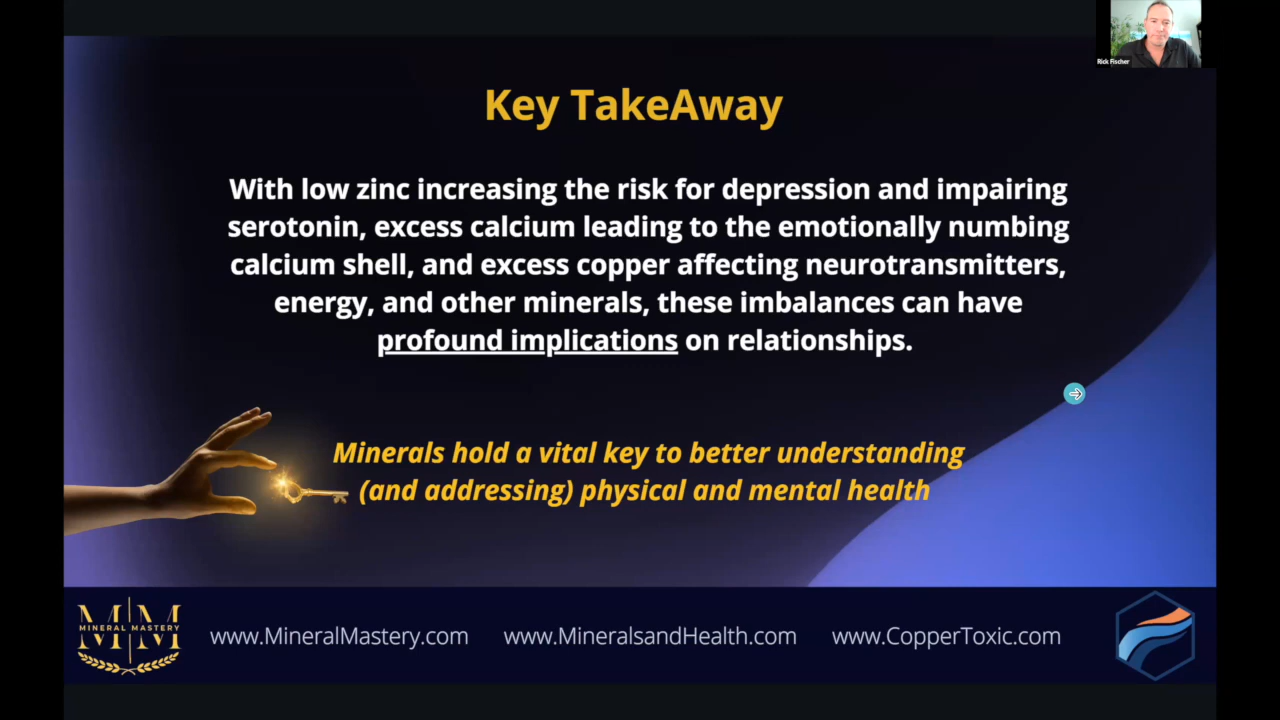 Rick Fischer
Key TakeAway
With low zinc increasing the risk for depression and impairing
serotonin, excess calcium leading to the emotionally numbing
calcium shell, and excess copper affecting neurotransmitters,
energy, and other minerals, these imbalances can have
profound implications on relationships.
Minerals hold a vital key to better understanding
(and addressing) physical and mental health
M M
MINERAL MASTERY
www.MineralMastery.com www.MineralsandHealth.com www.CopperToxic.com